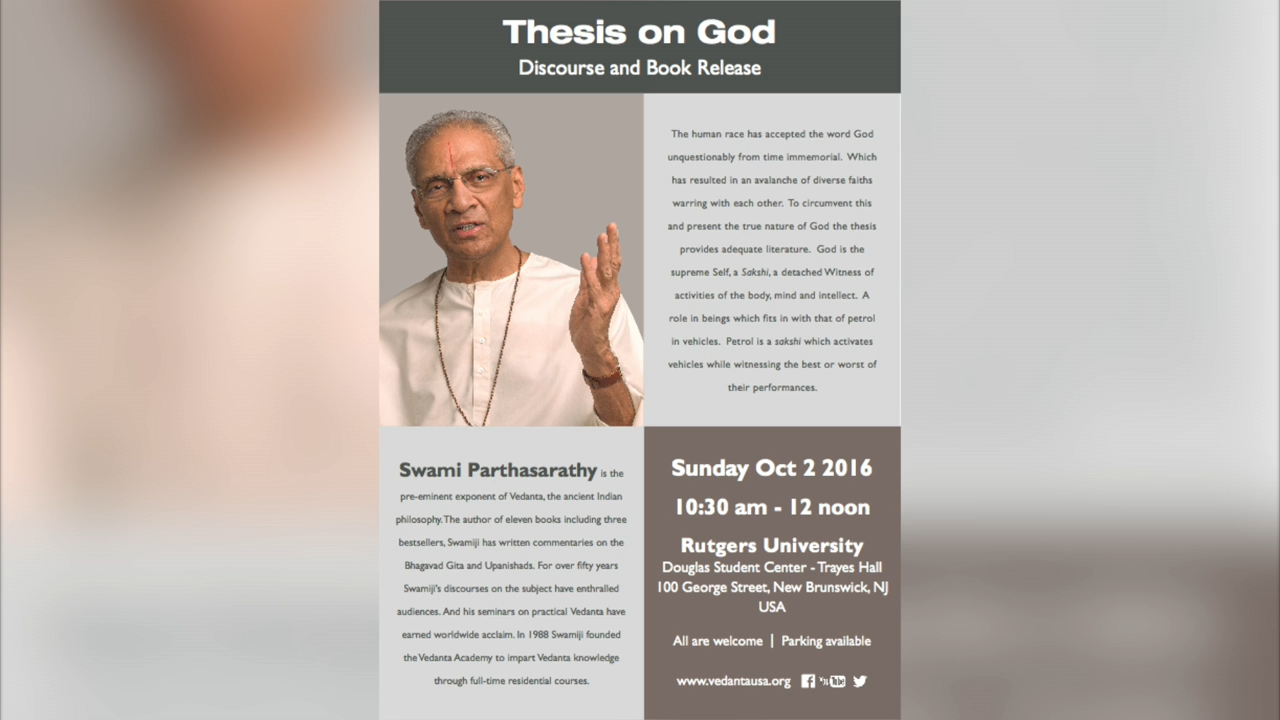 Thesis on God
Discourse and Book Release
The human race has accepted the word God
unquestionably from time immemorial. Which
has resulted in an avalanche of diverse faiths
warring with each other. To circumvent this
and present the true nature of God the thesis
provides adequate literature. God is the
supreme Self, a Sakshi, a detached Witness of
activities of the body, mind and intellect. A
role in beings which fits in with that of petrol
in vehicles. Petrol is a sakshi which activates
vehicles while witnessing the best or worst of
their performances.
Swami Parthasarathy is the
pre-eminent exponent of Vedanta, the ancient Indian
philosophy. The author of eleven books including three
bestsellers, Swamiji has written commentaries on the
Bhagavad Gita and Upanishads. For over fifty years
Swamiji's discourses on the subject have enthralled
audiences. And his seminars on practical Vedanta have
earned worldwide acclaim. In 1988 Swamiji founded
the Vedanta Academy to impart Vedanta knowledge
through full-time residential courses.
Sunday Oct 2 2016
10:30 am - 12 noon
Rutgers University
Douglas Student Center - Trayes Hall
100 George Street, New Brunswick, NJ
USA
All are welcome | Parking available
www.vedantausa.org